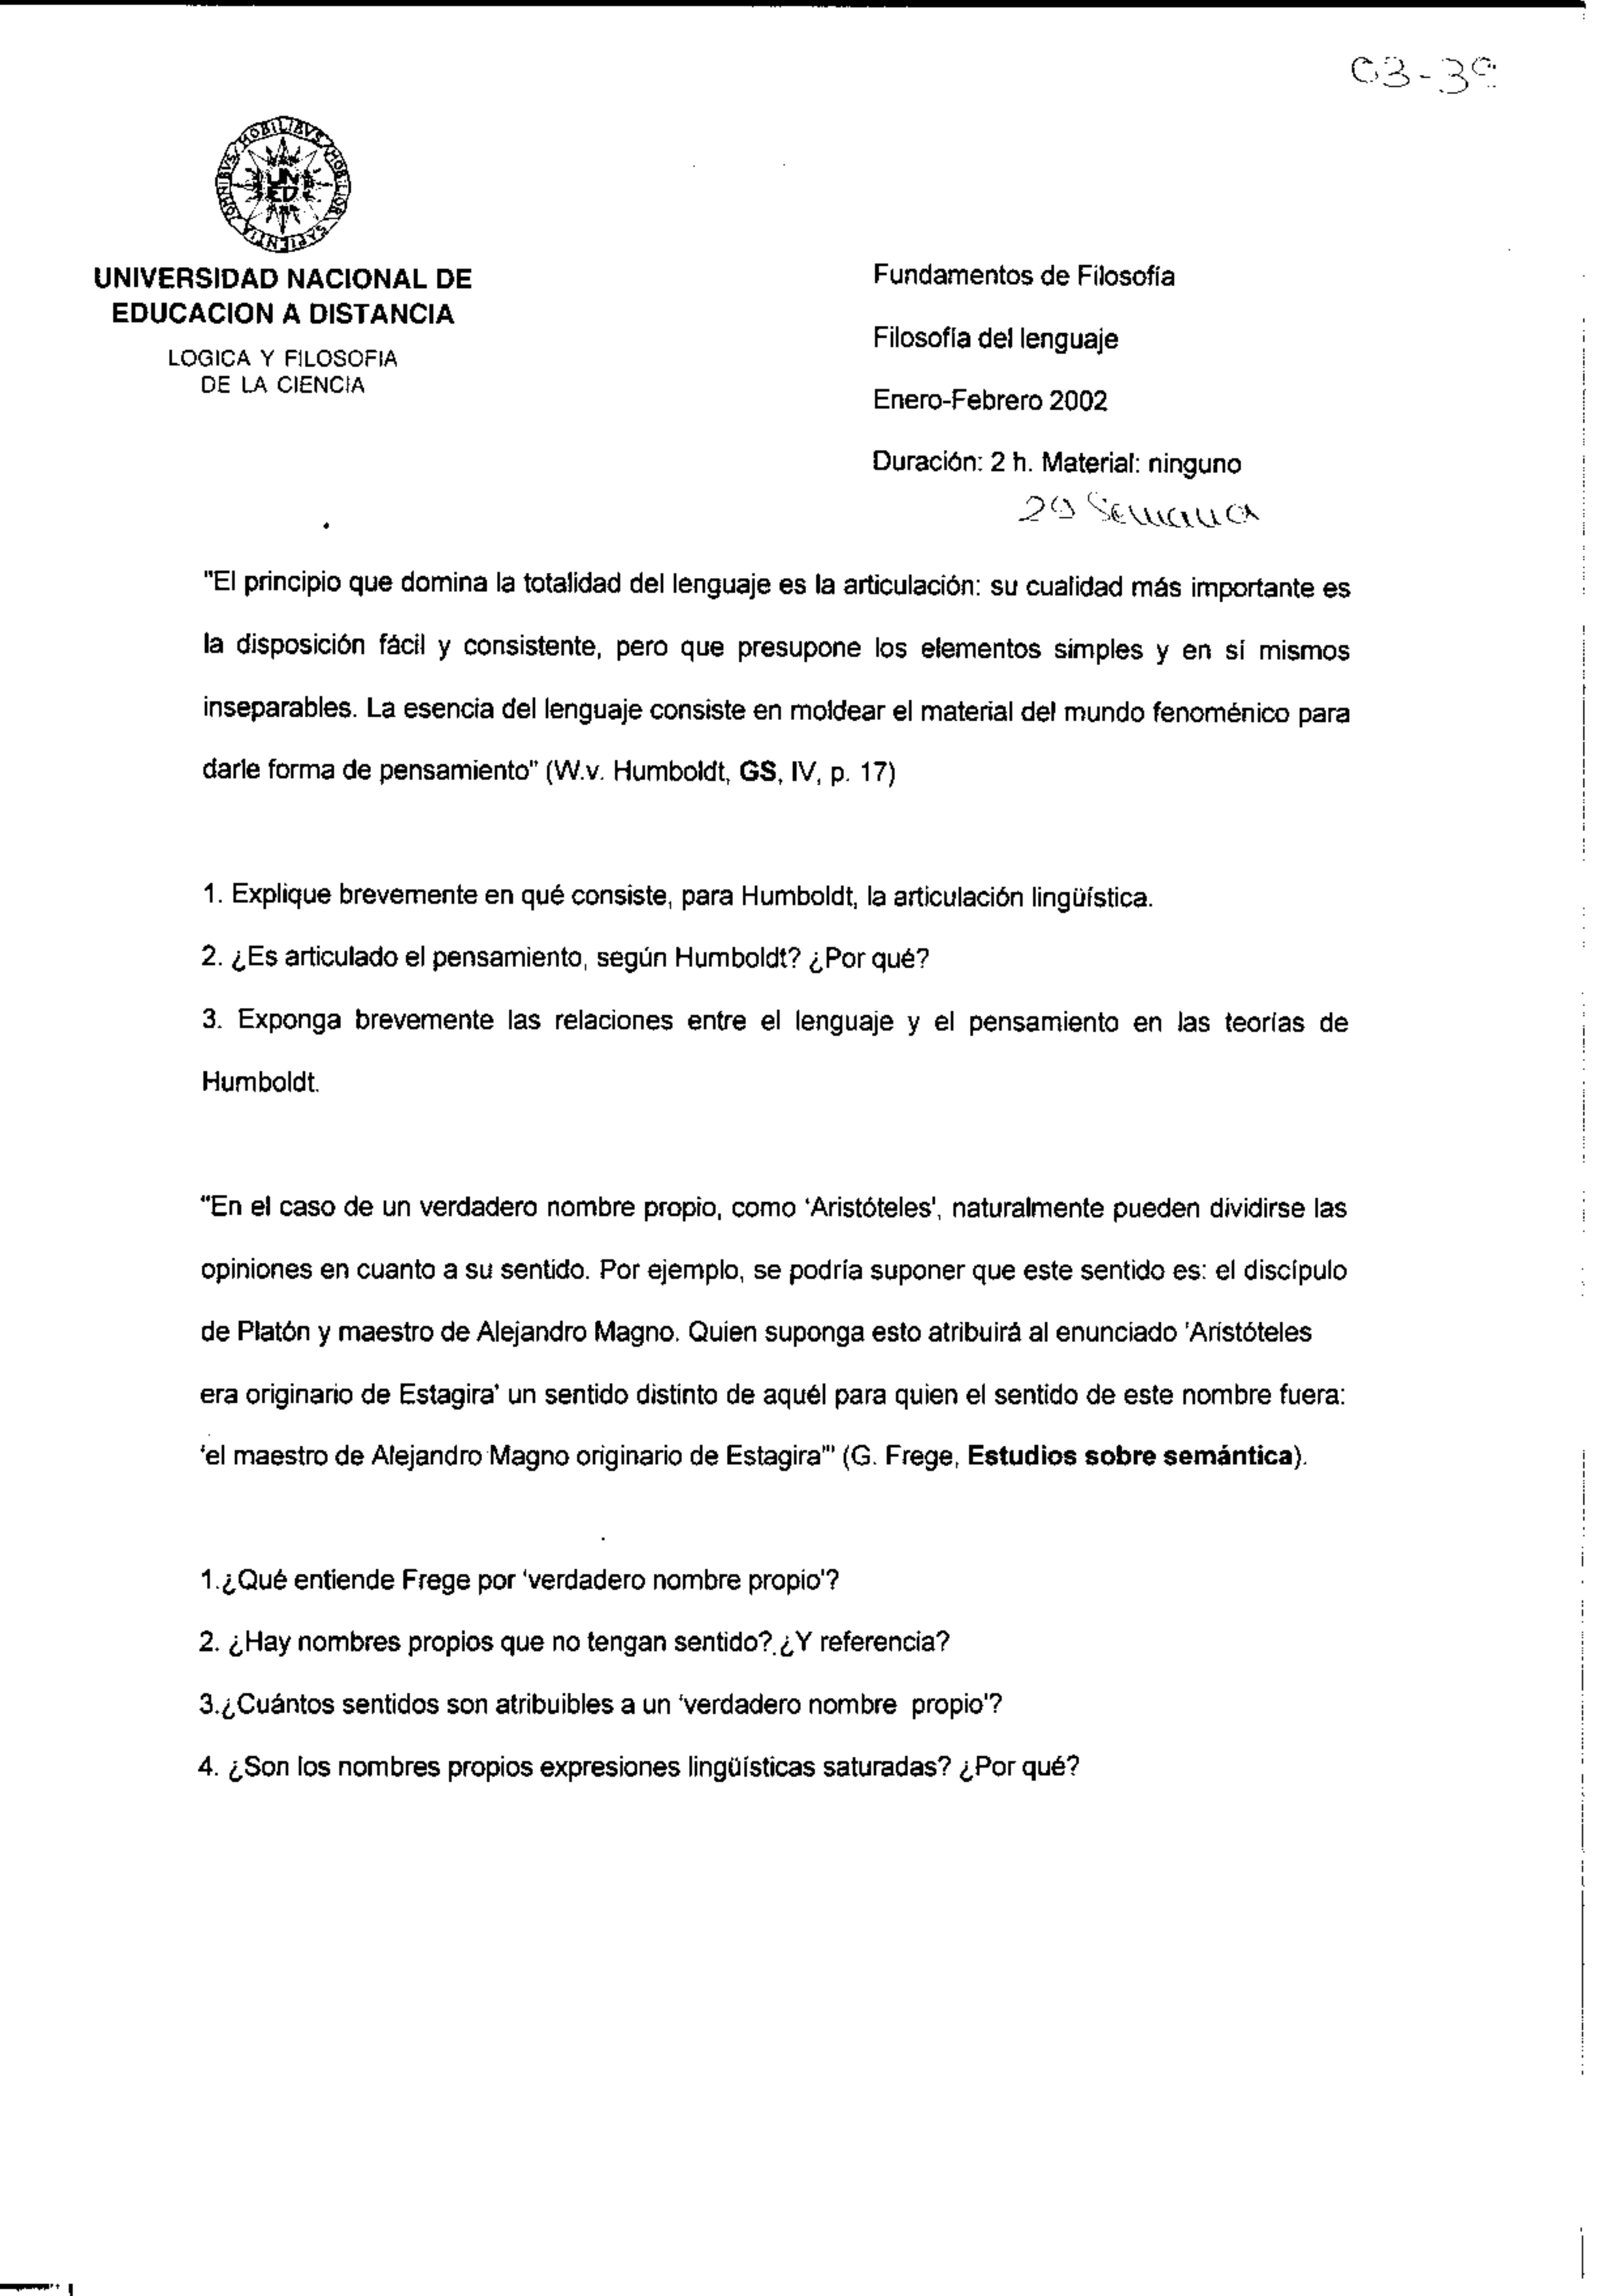 03-3º
OMNIBVS MOBILIBVS MOBILIOR SAPIENTIA
UNED
UNIVERSIDAD NACIONAL DE
EDUCACION A DISTANCIA
LOGICA Y FILOSOFIA
DE LA CIENCIA
Fundamentos de Filosofía
Filosofía del lenguaje
Enero-Febrero 2002
Duración: 2 h. Material: ninguno
2ª Semana
"El principio que domina la totalidad del lenguaje es la articulación: su cualidad más importante es
la disposición fácil y consistente, pero que presupone los elementos simples y en sí mismos
inseparables. La esencia del lenguaje consiste en moldear el material del mundo fenoménico para
darle forma de pensamiento" (W.v. Humboldt, GS, IV, p. 17)
1. Explique brevemente en qué consiste, para Humboldt, la articulación lingüística.
2. ¿Es articulado el pensamiento, según Humboldt? ¿Por qué?
3. Exponga brevemente las relaciones entre el lenguaje y el pensamiento en las teorías de
Humboldt.
"En el caso de un verdadero nombre propio, como 'Aristóteles', naturalmente pueden dividirse las
opiniones en cuanto a su sentido. Por ejemplo, se podría suponer que este sentido es: el discípulo
de Platón y maestro de Alejandro Magno. Quien suponga esto atribuirá al enunciado 'Aristóteles
era originario de Estagira' un sentido distinto de aquél para quien el sentido de este nombre fuera:
'el maestro de Alejandro Magno originario de Estagira'" (G. Frege, Estudios sobre semántica).
1.¿Qué entiende Frege por 'verdadero nombre propio'?
2. ¿Hay nombres propios que no tengan sentido? ¿Y referencia?
3.¿Cuántos sentidos son atribuibles a un 'verdadero nombre propio'?
4. ¿Son los nombres propios expresiones lingüísticas saturadas? ¿Por qué?